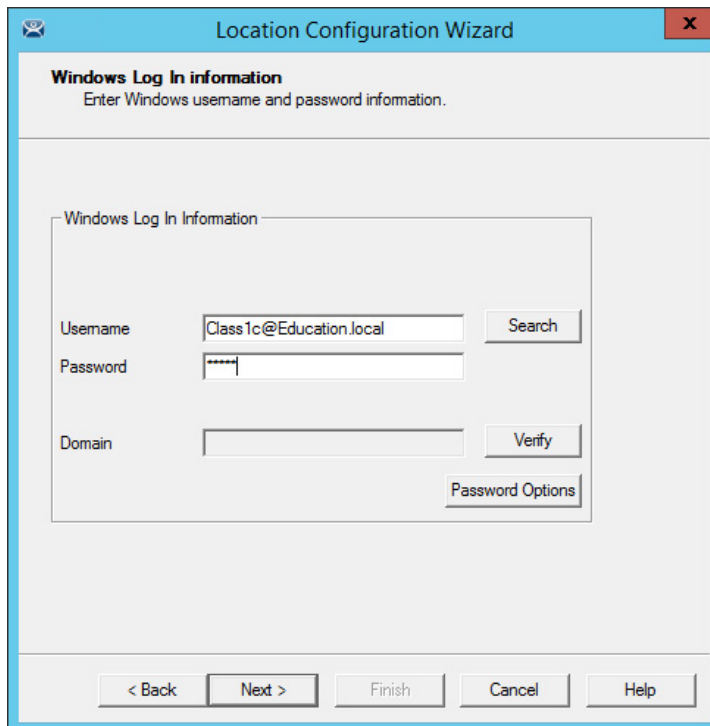 Location Configuration Wizard
x
Windows Log In information
Enter Windows username and password information.
Windows Log In Information
Username Class1c@Education.local Search
Password *****
Domain Verify
Password Options
< Back Next > Finish Cancel Help